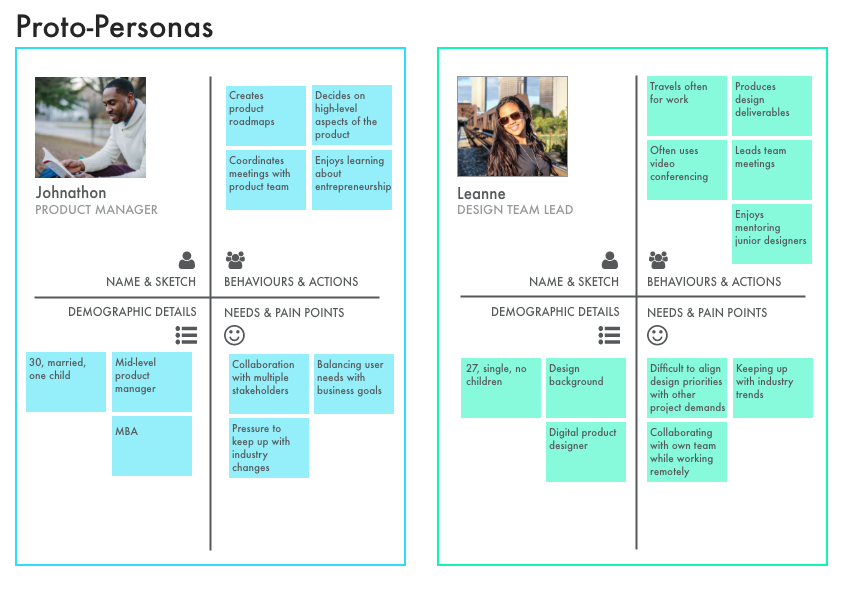 Proto-Personas
Johnathon
PRODUCT MANAGER
NAME & SKETCH
Creates
product
roadmaps
Decides on
high-level
aspects of the
product
Coordinates
meetings with
product team
Enjoys learning
about
entrepreneurship
BEHAVIOURS & ACTIONS
DEMOGRAPHIC DETAILS
30, married,
one child
Mid-level
product
manager
MBA
NEEDS & PAIN POINTS
Collaboration
with multiple
stakeholders
Balancing user
needs with
business goals
Pressure to
keep up with
industry
changes
Leanne
DESIGN TEAM LEAD
NAME & SKETCH
Travels often
for work
Produces
design
deliverables
Often uses
video
conferencing
Leads team
meetings
Enjoys
mentoring
junior designers
BEHAVIOURS & ACTIONS
DEMOGRAPHIC DETAILS
27, single, no
children
Design
background
Digital product
designer
NEEDS & PAIN POINTS
Difficult to align
design priorities
with other
project demands
Keeping up
with industry
trends
Collaborating
with own team
while working
remotely